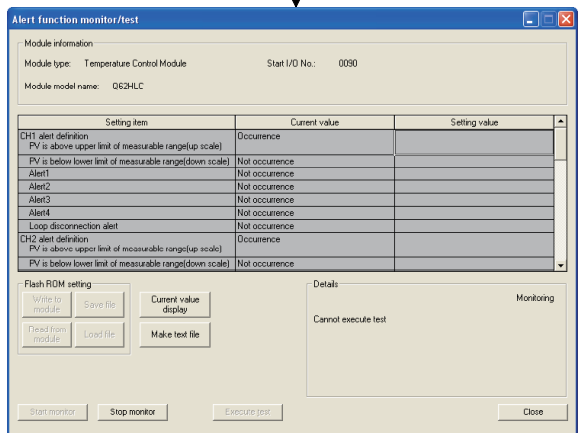 Alert function monitor/test
Module information
Module type: Temperature Control Module Start I/O No.: 0090
Module model name: Q62HLC
Setting item Current value Setting value
CH1 alert definition Occurrence
PV is above upper limit of measurable range(up scale)
PV is below lower limit of measurable range(down scale) Not occurrence
Alert1 Not occurrence
Alert2 Not occurrence
Alert3 Not occurrence
Alert4 Not occurrence
Loop disconnection alert Not occurrence
CH2 alert definition Occurrence
PV is above upper limit of measurable range(up scale)
PV is below lower limit of measurable range(down scale) Not occurrence
Flash ROM setting
Write to
module
Save file
Current value
display
Read from
module
Load file
Make text file
Details
Monitoring
Cannot execute test
Start monitor Stop monitor Execute test Close